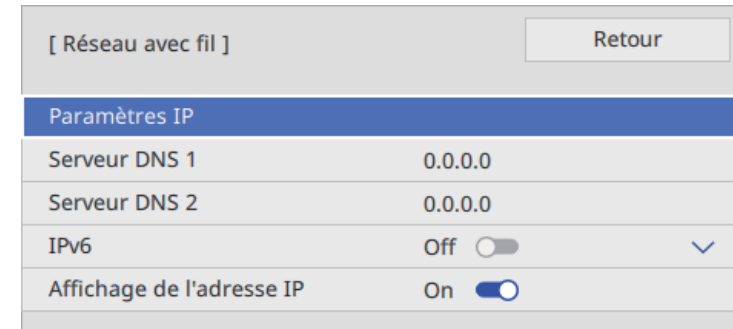 [ Réseau avec fil ] Retour
Paramètres IP
Serveur DNS 1 0.0.0.0
Serveur DNS 2 0.0.0.0
IPv6 Off
Affichage de l'adresse IP On